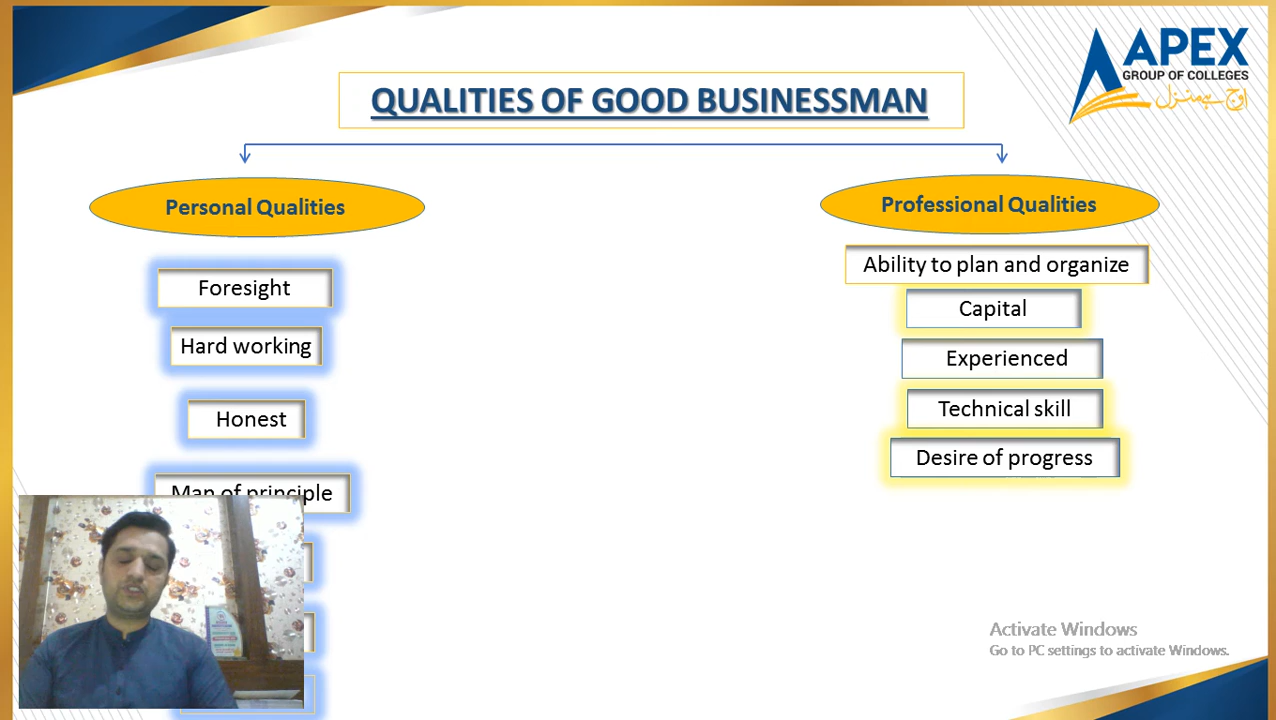 APEX
GROUP OF COLLEGES
اوج ہے منزل
QUALITIES OF GOOD BUSINESSMAN
Personal Qualities
Professional Qualities
Foresight
Hard working
Honest
Man of principle
Ability to plan and organize
Capital
Experienced
Technical skill
Desire of progress
Activate Windows
Go to PC settings to activate Windows.